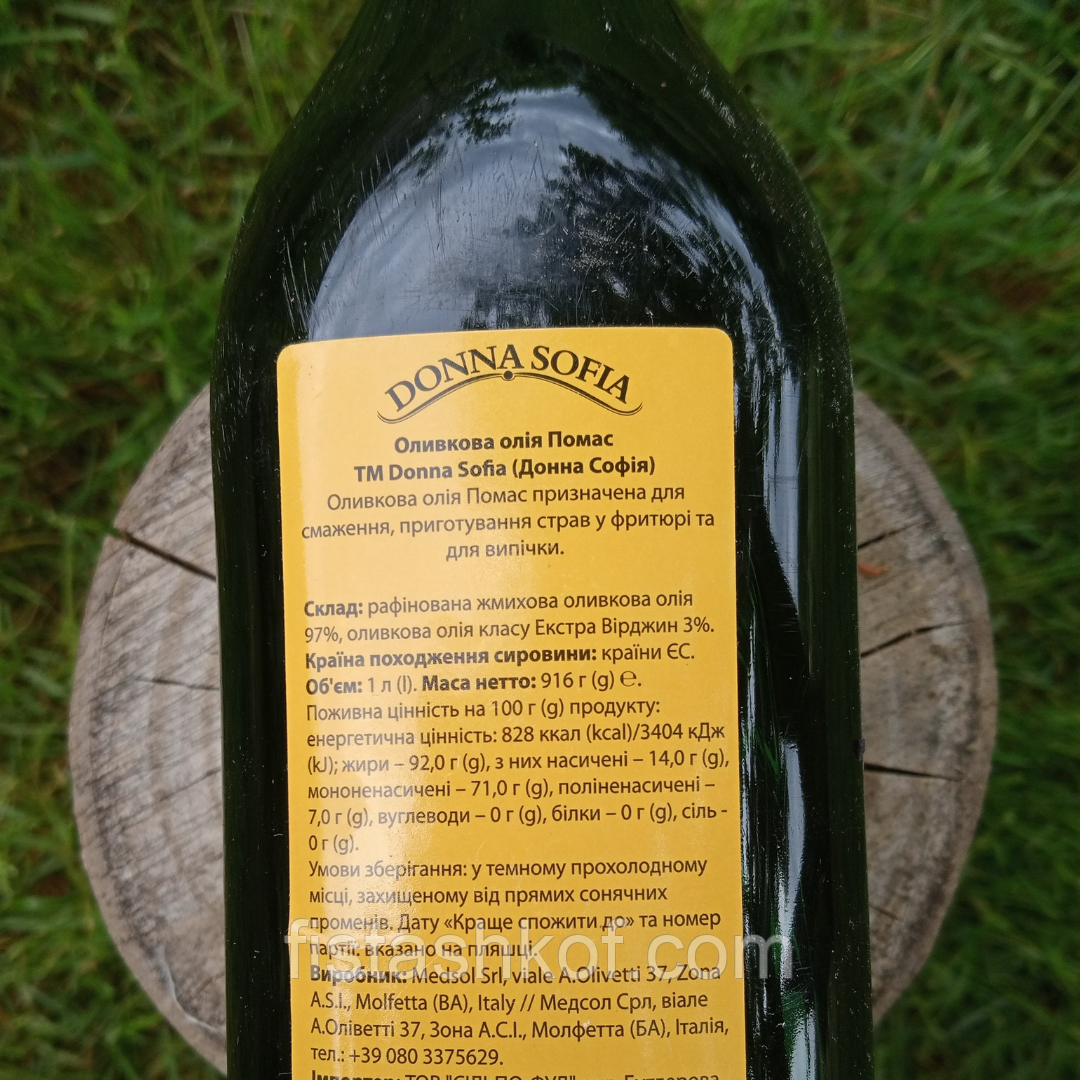 DONNA SOFIA
Оливкова олія Помас
ТМ Donna Sofia (Донна Софія)
Оливкова олія Помас призначена для
смаження, приготування страв у фритюрі та
для випічки.
Склад: рафінована жмихова оливкова олія
97%, оливкова олія класу Екстра Вірджин 3%.
Країна походження сировини: країни ЄС.
Об'єм: 1 л (l). Маса нетто: 916 г (g) ℮.
Поживна цінність на 100 г (g) продукту:
енергетична цінність: 828 ккал (kcal)/3404 кДж
(kJ); жири – 92,0 г (g), з них насичені – 14,0 г (g),
мононенасичені – 71,0 г (g), поліненасичені –
7,0 г (g), вуглеводи – 0 г (g), білки – 0 г (g), сіль -
0 г (g).
Умови зберігання: у темному прохолодному
місці, захищеному від прямих сонячних
променів. Дату «Краще спожити до» та номер
партії: вказано на пляшці.
fistashkof com
Виробник: Medsol Srl, viale A.Olivetti 37, Zona
A.S.I., Molfetta (BA), Italy // Медсол Срл, віале
А.Оліветті 37, Зона А.С.І., Молфетта (БА), Італія,
тел.: +39 080 3375629.
Імпортер: ТОВ "СІЛЬПО-ФУД"